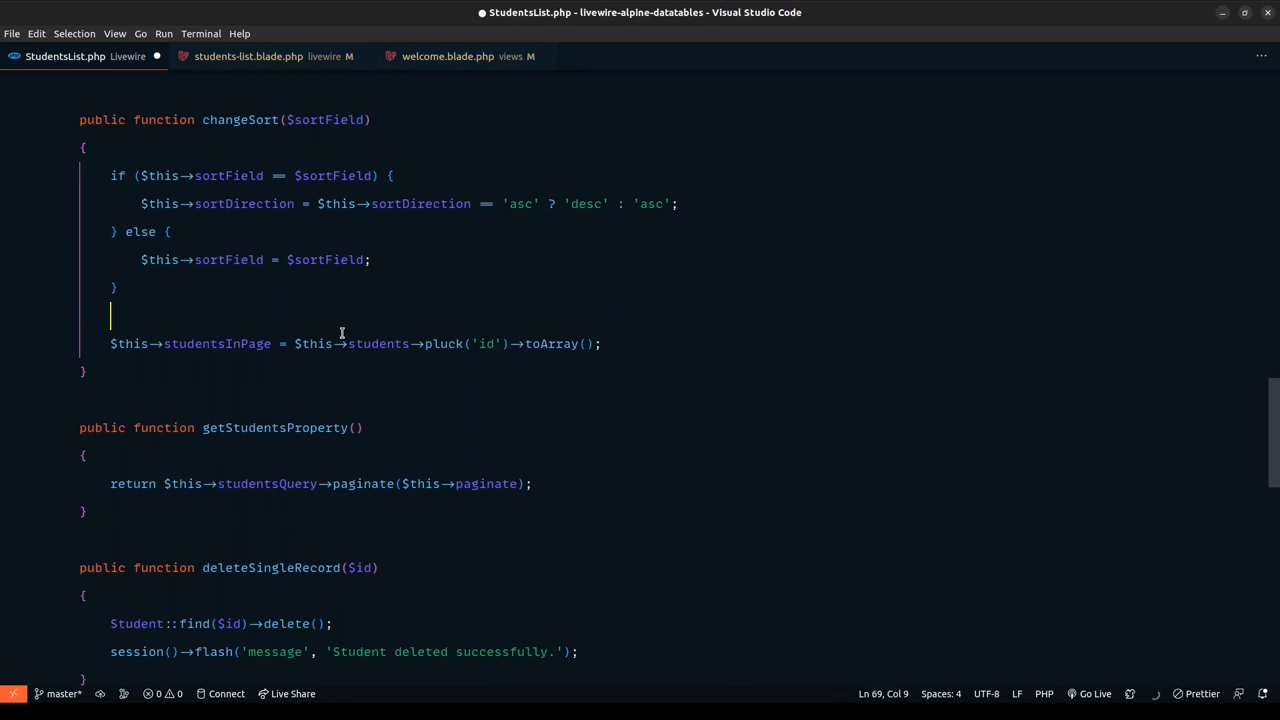 ● StudentsList.php - livewire-alpine-datatables - Visual Studio Code
File Edit Selection View Go Run Terminal Help
StudentsList.php Livewire ● students-list.blade.php livewire M welcome.blade.php views M ···
public function changeSort($sortField)
{
if ($this->sortField == $sortField) {
$this->sortDirection = $this->sortDirection == 'asc' ? 'desc' : 'asc';
} else {
$this->sortField = $sortField;
}
$this->studentsInPage = $this->students->pluck('id')->toArray();
}
public function getStudentsProperty()
{
return $this->studentsQuery->paginate($this->paginate);
}
public function deleteSingleRecord($id)
{
Student::find($id)->delete();
session()->flash('message', 'Student deleted successfully.');
}
master* 0 0 Connect Live Share Ln 69, Col 9 Spaces: 4 UTF-8 LF PHP Go Live Prettier